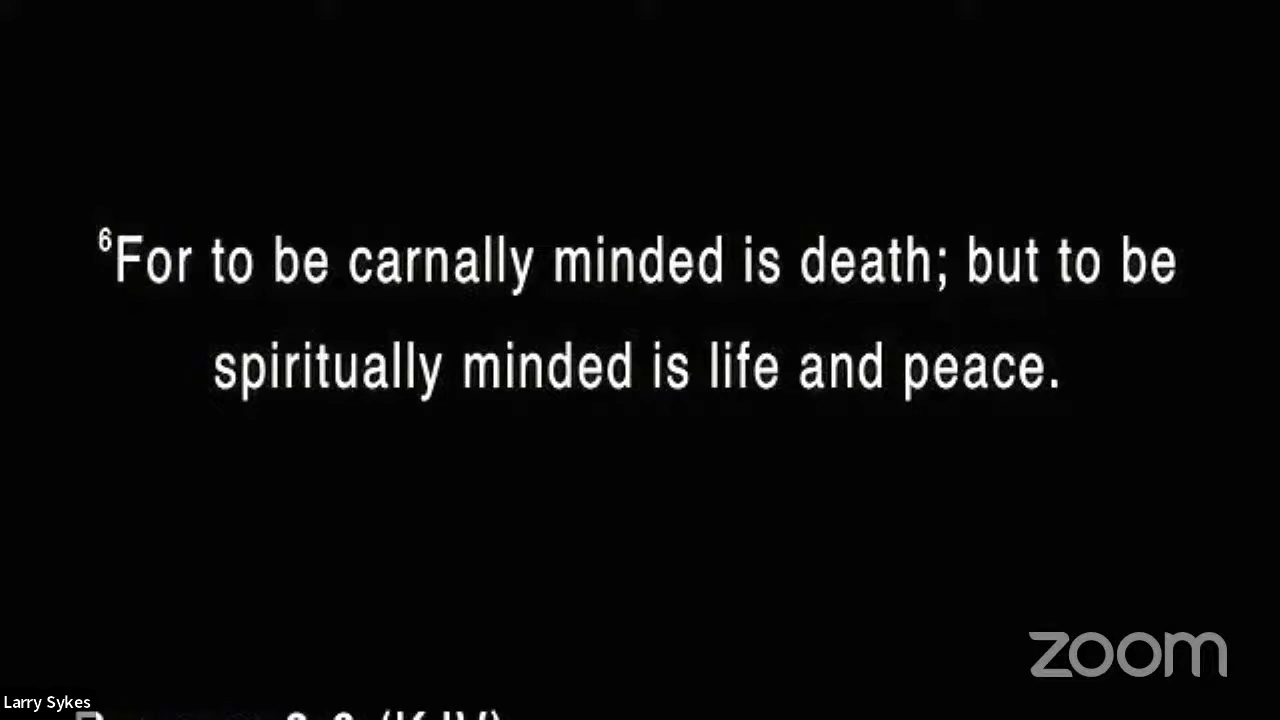 ⁶For to be carnally minded is death; but to be
spiritually minded is life and peace.
zoom
Larry Sykes